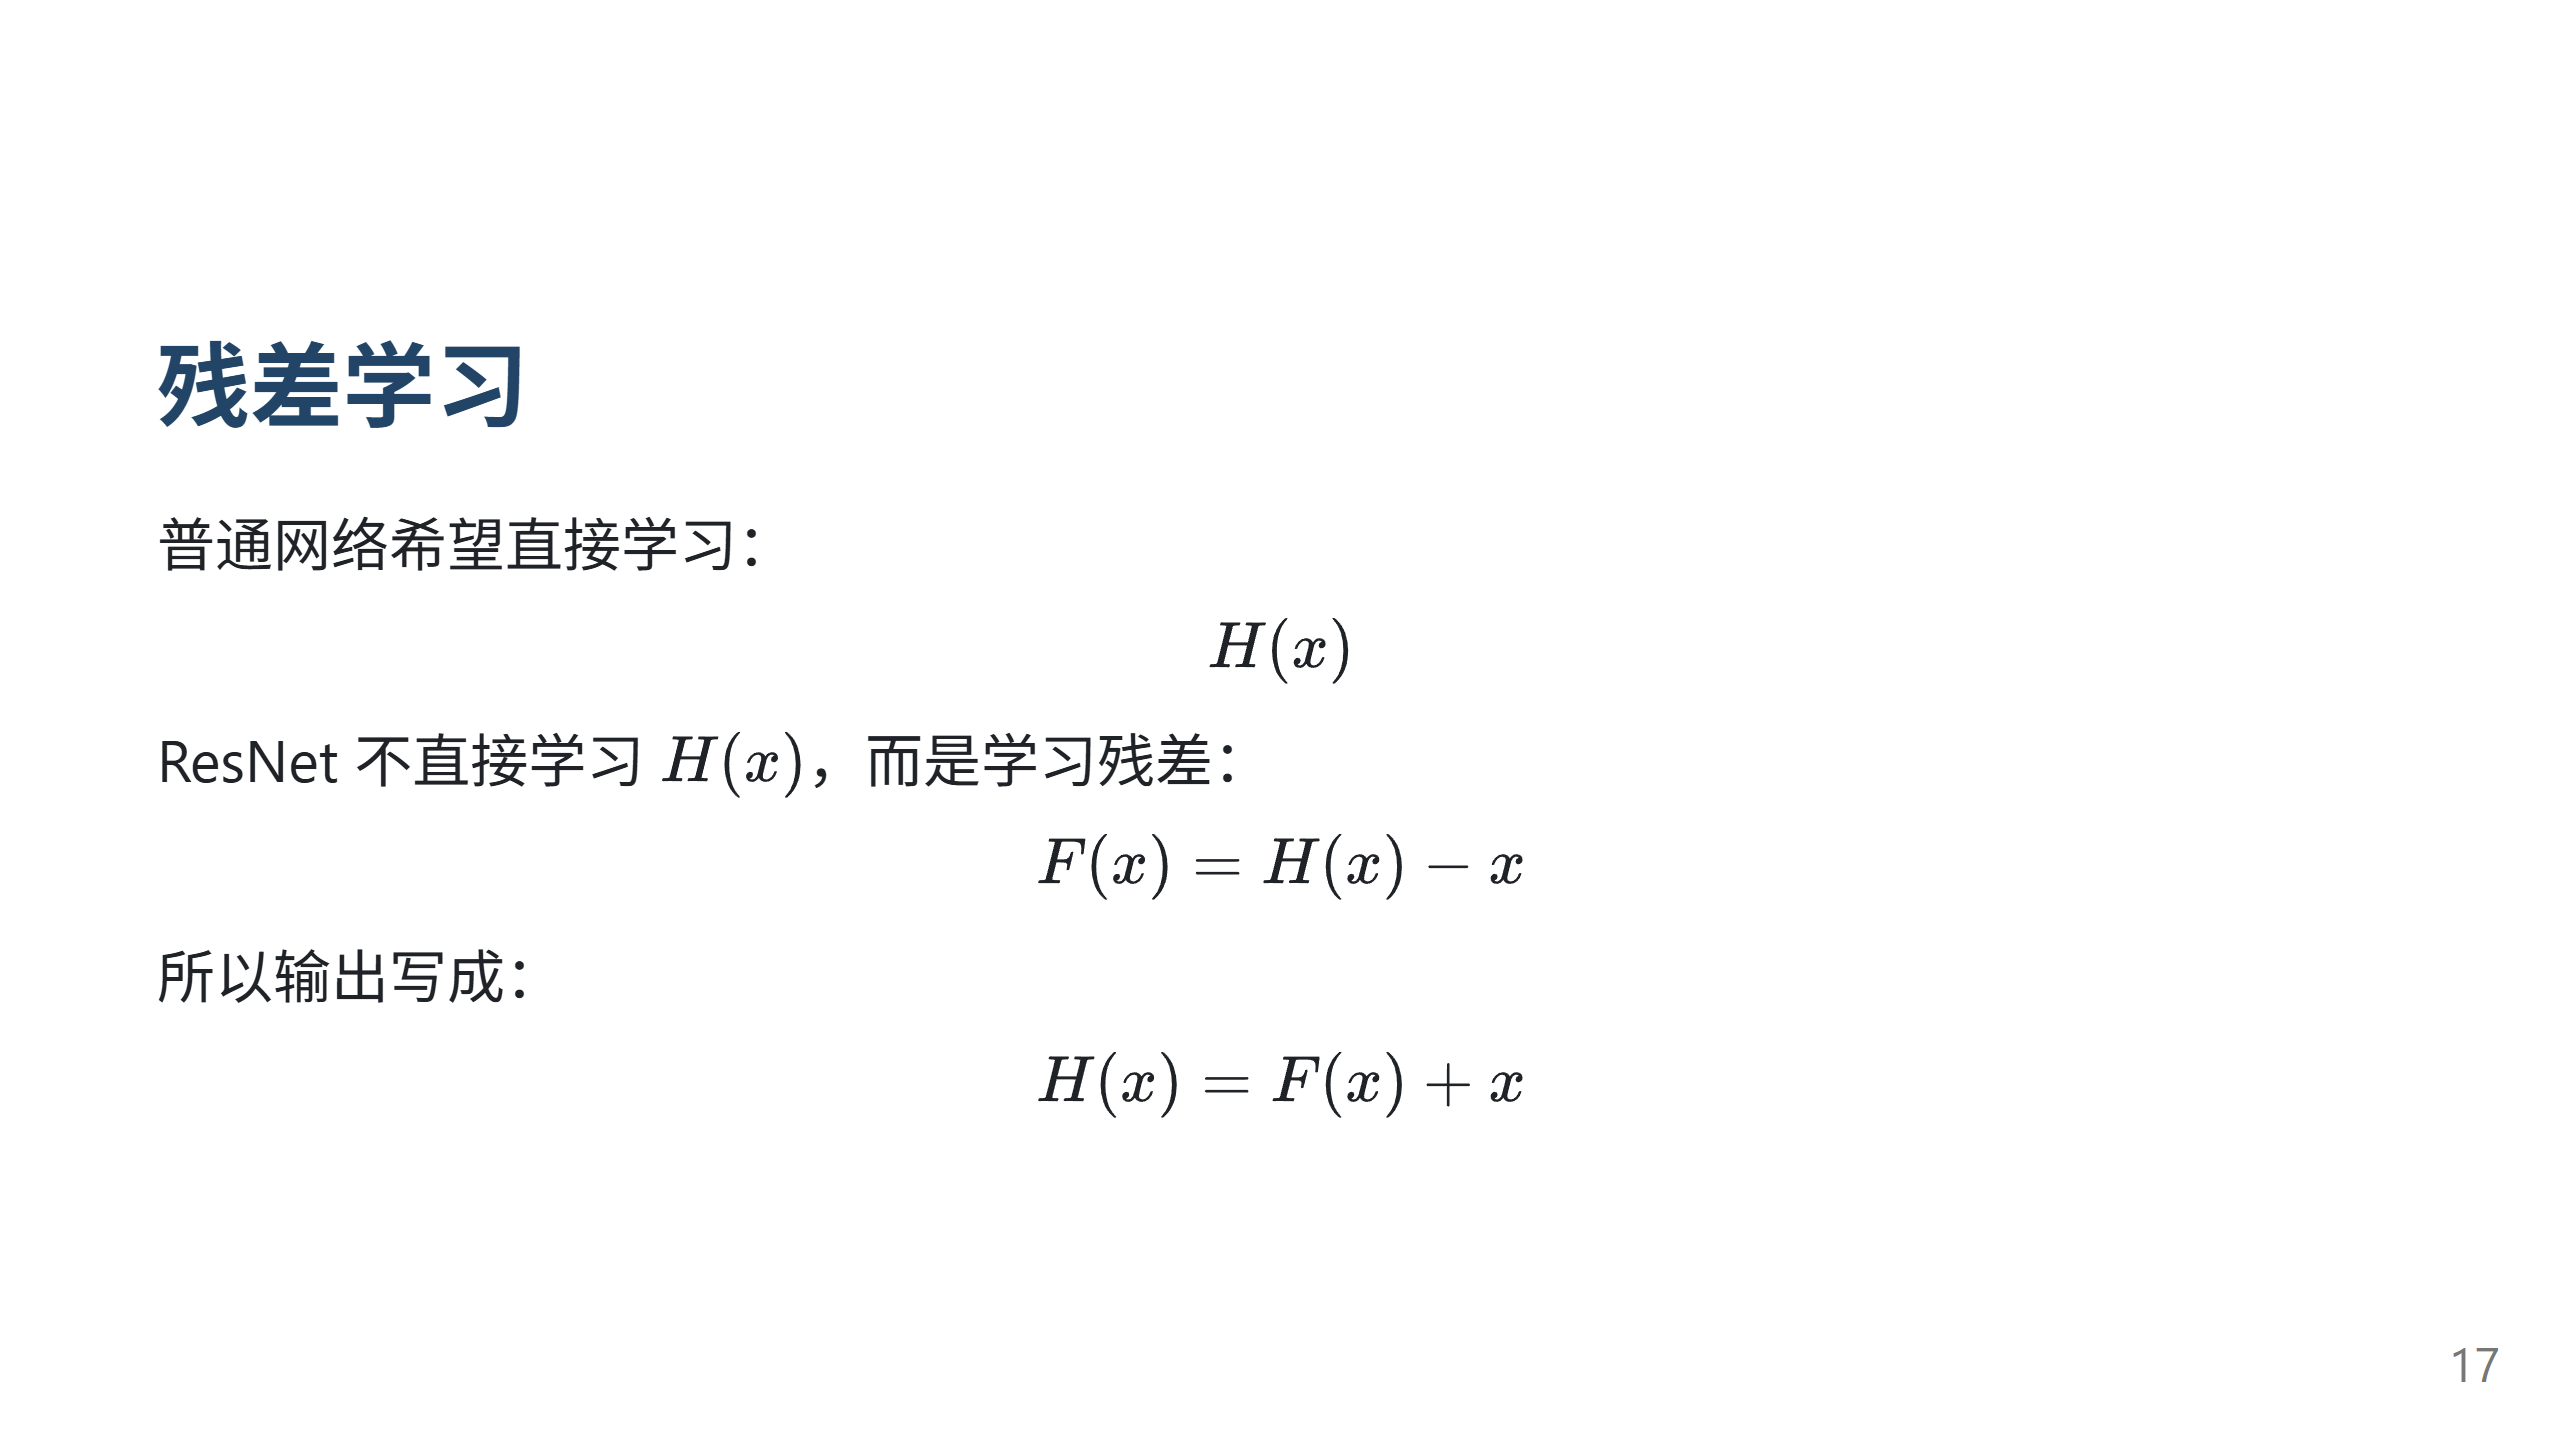 残差学习
普通网络希望直接学习：
H(x)
ResNet 不直接学习 H(x)，而是学习残差：
F(x) = H(x) − x
所以输出写成：
H(x) = F(x) + x
17